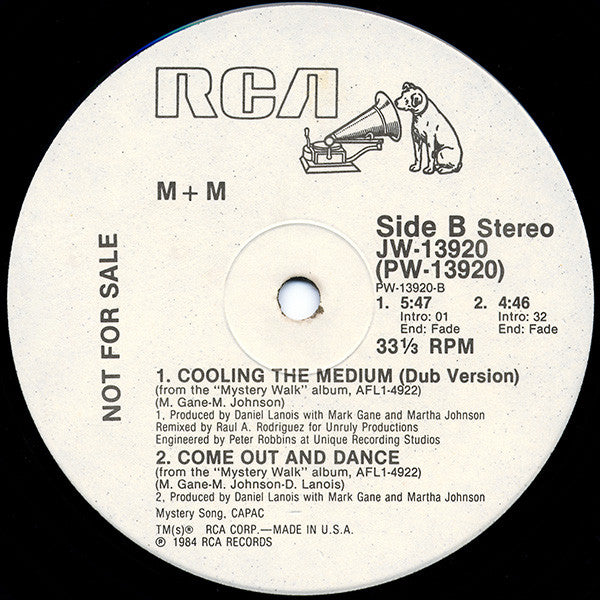 RCA
M + M
NOT FOR SALE
Side B Stereo
JW-13920
(PW-13920)
PW-13920-B
1. 5:47 2. 4:46
Intro: 01 Intro: 32
End: Fade End: Fade
33⅓ RPM
1. COOLING THE MEDIUM (Dub Version)
(from the "Mystery Walk" album, AFL1-4922)
(M. Gane-M. Johnson)
1, Produced by Daniel Lanois with Mark Gane and Martha Johnson
Remixed by Raul A. Rodriguez for Unruly Productions
Engineered by Peter Robbins at Unique Recording Studios
2. COME OUT AND DANCE
(from the "Mystery Walk" album, AFL1-4922)
(M. Gane-M. Johnson-D. Lanois)
2, Produced by Daniel Lanois with Mark Gane and Martha Johnson
Mystery Song, CAPAC
TM(s)® RCA CORP.—MADE IN U.S.A.
℗ 1984 RCA RECORDS